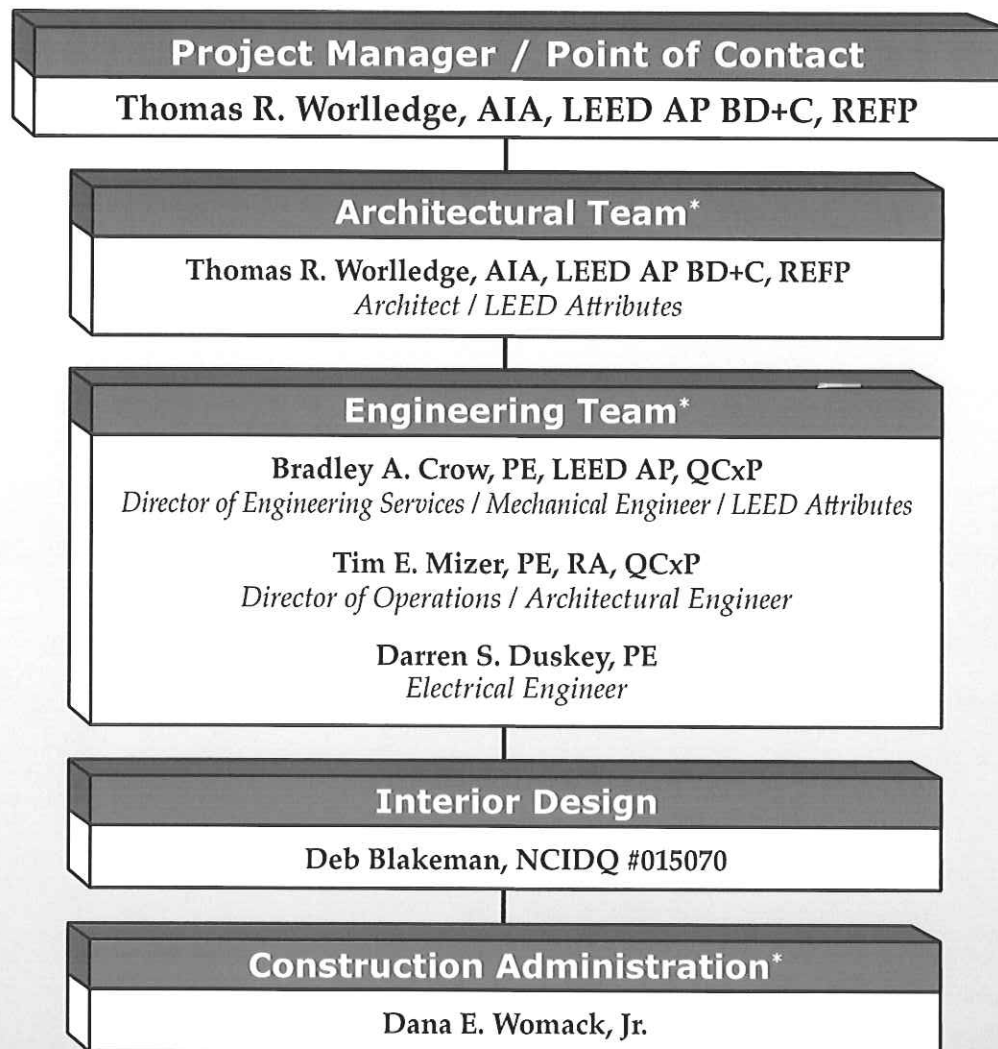 Project Manager / Point of Contact
Thomas R. Worlledge, AIA, LEED AP BD+C, REFP
Architectural Team*
Thomas R. Worlledge, AIA, LEED AP BD+C, REFP
Architect / LEED Attributes
Engineering Team*
Bradley A. Crow, PE, LEED AP, QCxP
Director of Engineering Services / Mechanical Engineer / LEED Attributes
Tim E. Mizer, PE, RA, QCxP
Director of Operations / Architectural Engineer
Darren S. Duskey, PE
Electrical Engineer
Interior Design
Deb Blakeman, NCIDQ #015070
Construction Administration*
Dana E. Womack, Jr.